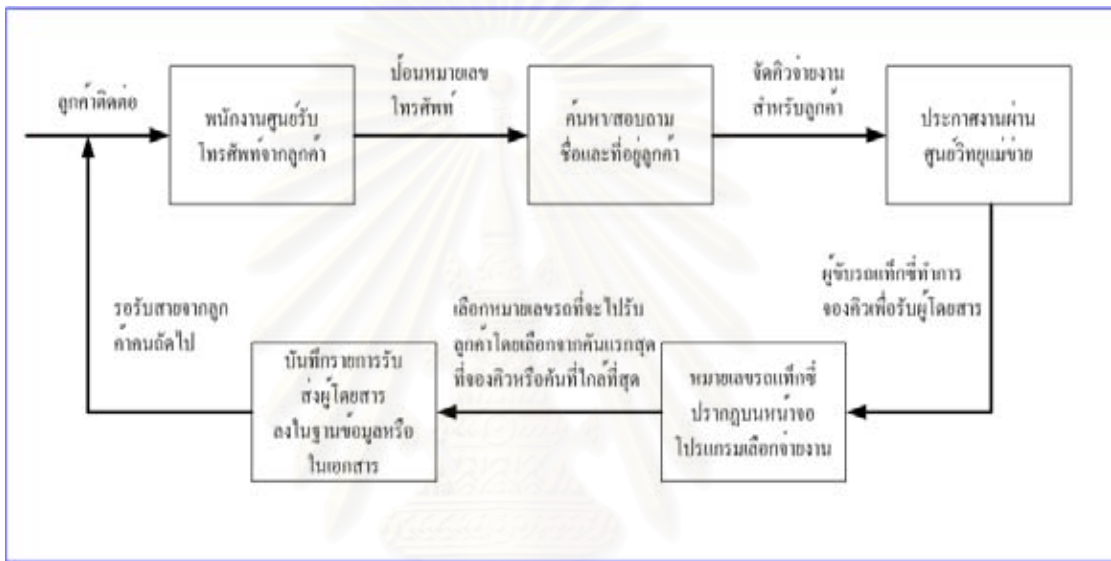 ลูกค้าติดต่อ
พนักงานศูนย์รับ
โทรศัพท์จากลูกค้า
ป้อนหมายเลข
โทรศัพท์
ค้นหา/สอบถาม
ชื่อและที่อยู่ลูกค้า
จัดคิวจ่ายงาน
สำหรับลูกค้า
ประกาศงานผ่าน
ศูนย์วิทยุแม่ข่าย
ผู้ขับรถแท็กซี่ทำการ
จองคิวเพื่อรับผู้โดยสาร
หมายเลขรถแท็กซี่
ปรากฏบนหน้าจอ
โปรแกรมเลือกจ่ายงาน
เลือกหมายเลขรถที่จะไปรับ
ลูกค้าโดยเลือกจากคันแรกสุด
ที่จองคิวหรือคันที่ใกล้ที่สุด
บันทึกรายการรับ
ส่งผู้โดยสาร
ลงในฐานข้อมูลหรือ
ในเอกสาร
รอรับสายจากลูก
ค้าคนถัดไป